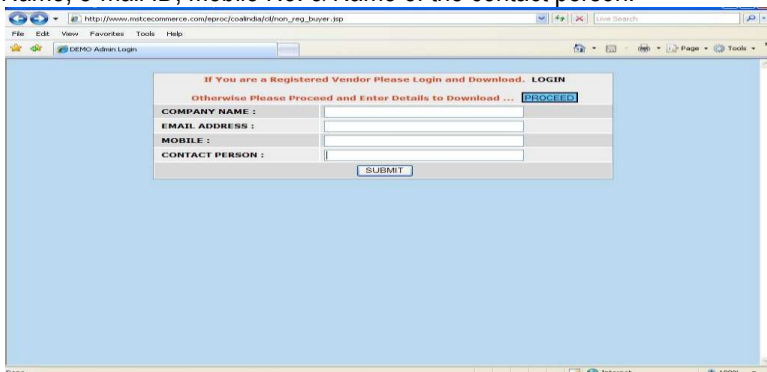 Name, e-mail ID, Mobile No. & Name of the contact person.
http://www.mstcecommerce.com/eproc/coalindia/cl/non_reg_buyer.jsp
Live Search
File Edit View Favorites Tools Help
DEMO Admin Login
Page Tools
If You are a Registered Vendor Please Login and Download. LOGIN
Otherwise Please Proceed and Enter Details to Download ... PROCEED
COMPANY NAME :
EMAIL ADDRESS :
MOBILE :
CONTACT PERSON :
SUBMIT
Internet